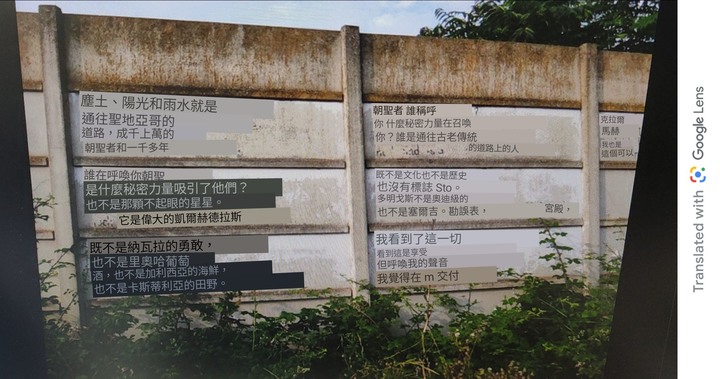 塵土、陽光和雨水就是
通往聖地亞哥的
道路，成千上萬的
朝聖者和一千多年
誰在呼喚你朝聖
是什麼秘密力量吸引了他們？
也不是那顆不起眼的星星。
它是偉大的凱爾赫德拉斯
既不是納瓦拉的勇敢，
也不是里奧哈葡萄
酒，也不是加利西亞的海鮮，
也不是卡斯蒂利亞的田野。
朝聖者 誰稱呼
你 什麼秘密力量在召喚
你？誰是通往古老傳統
的道路上的人
既不是文化也不是歷史
也沒有標誌 Sto。
多明戈斯不是奧迪級的
也不是塞爾吉。勘誤表， 宮殿，
我看到了這一切
看到這是享受
但呼喚我的聲音
我覺得在 m 交付
克拉爾
馬赫
我也是
這個可以
Translated with Google Lens